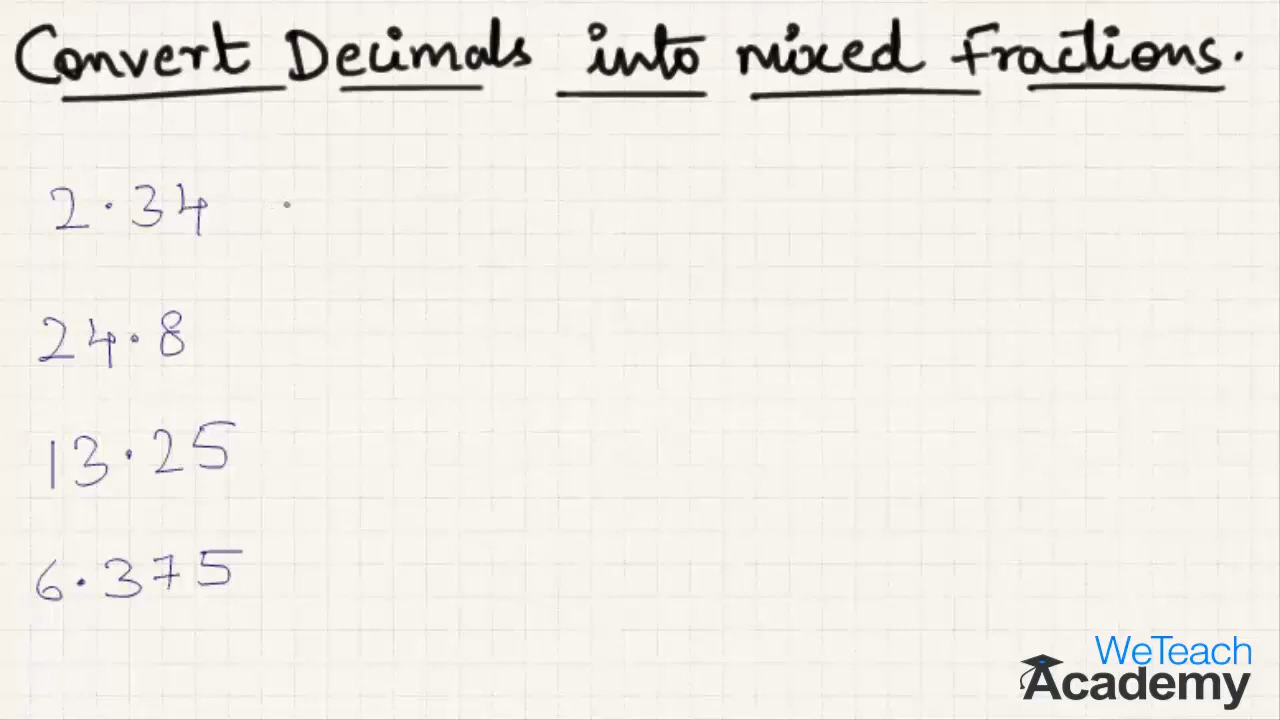 Convert Decimals into mixed fractions.
2.34
24.8
13.25
6.375
WeTeach
Academy